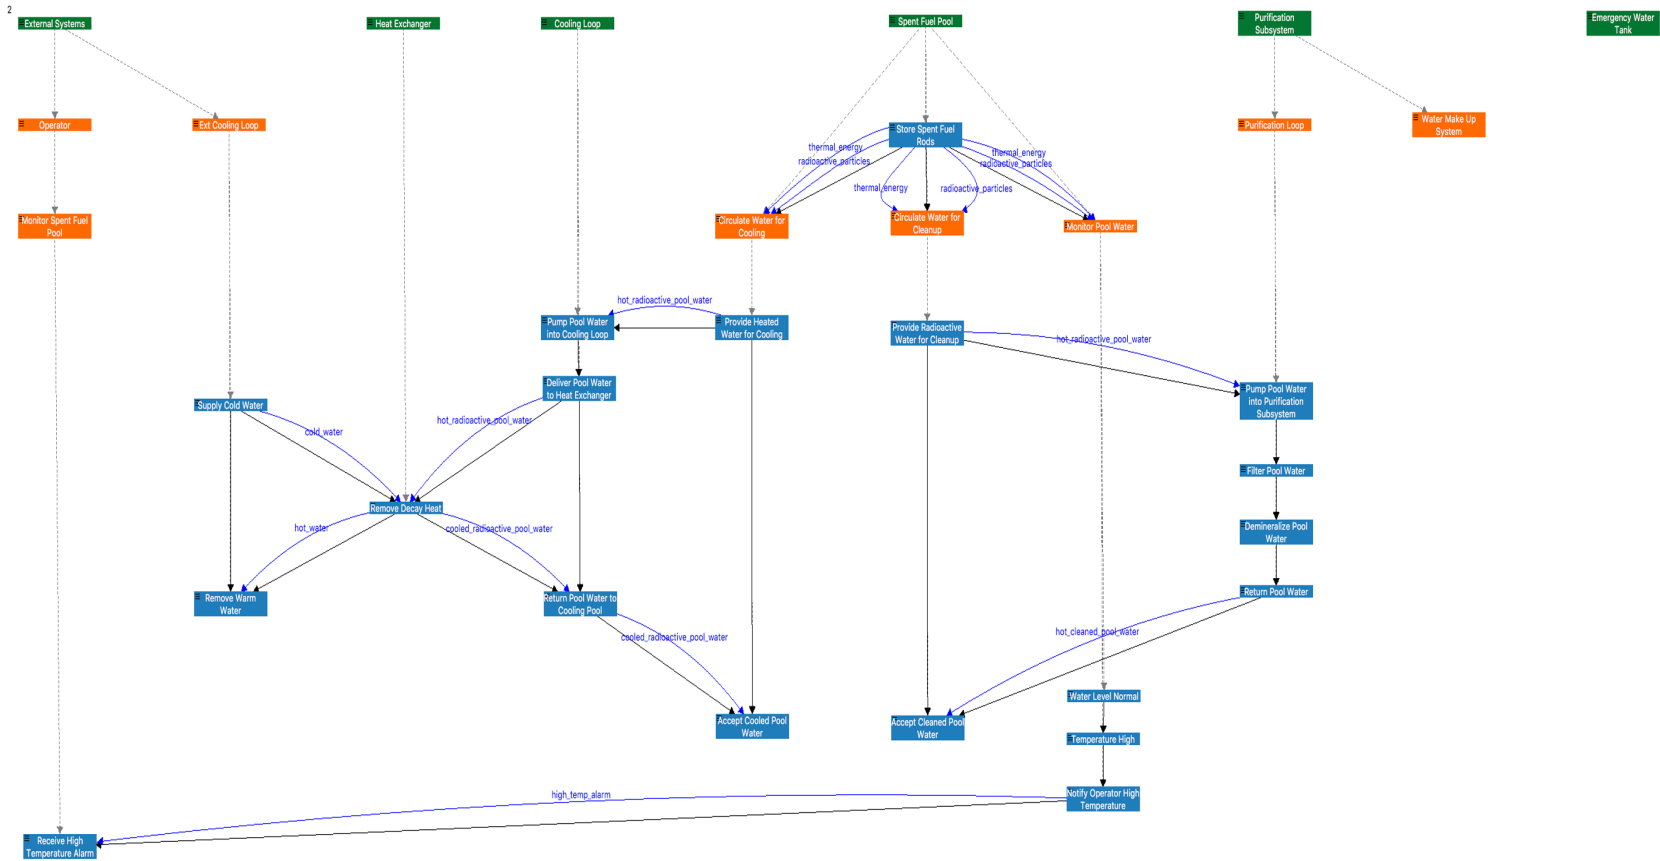 2
External Systems
Heat Exchanger
Cooling Loop
Spent Fuel Pool
Purification
Subsystem
Emergency Water
Tank
Operator
Ext Cooling Loop
Store Spent Fuel
Rods
Purification Loop
Water Make Up
System
thermal_energy
radioactive_particles
thermal_energy
radioactive_particles
thermal_energy
radioactive_particles
Monitor Spent Fuel
Pool
Circulate Water for
Cooling
Circulate Water for
Cleanup
Monitor Pool Water
hot_radioactive_pool_water
Pump Pool Water
into Cooling Loop
Provide Heated
Water for Cooling
Provide Radioactive
Water for Cleanup
hot_radioactive_pool_water
Deliver Pool Water
to Heat Exchanger
Pump Pool Water
into Purification
Subsystem
Supply Cold Water
cold_water
hot_radioactive_pool_water
Filter Pool Water
Remove Decay Heat
hot_water
cooled_radioactive_pool_water
Demineralize Pool
Water
Remove Warm
Water
Return Pool Water to
Cooling Pool
Return Pool Water
cooled_radioactive_pool_water
hot_cleaned_pool_water
Water Level Normal
Accept Cooled Pool
Water
Accept Cleaned Pool
Water
Temperature High
high_temp_alarm
Notify Operator High
Temperature
Receive High
Temperature Alarm